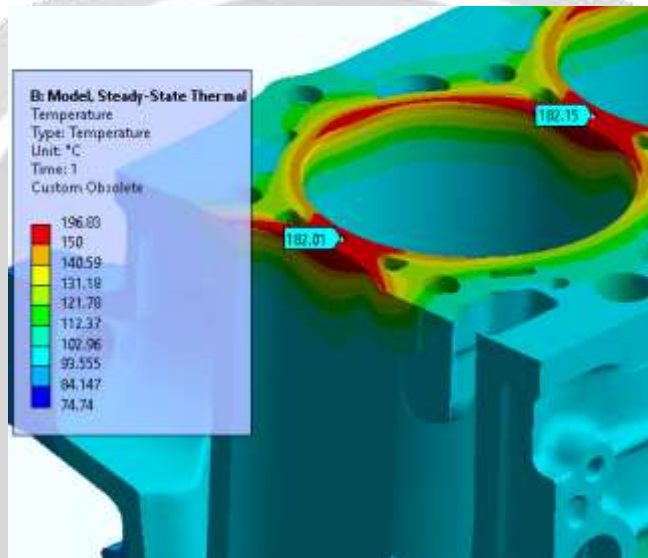 B: Model, Steady-State Thermal
Temperature
Type: Temperature
Unit: °C
Time: 1
Custom Obsolete
196.83
150
140.59
131.18
121.78
112.37
102.96
93.555
84.147
74.74
182.15
182.01